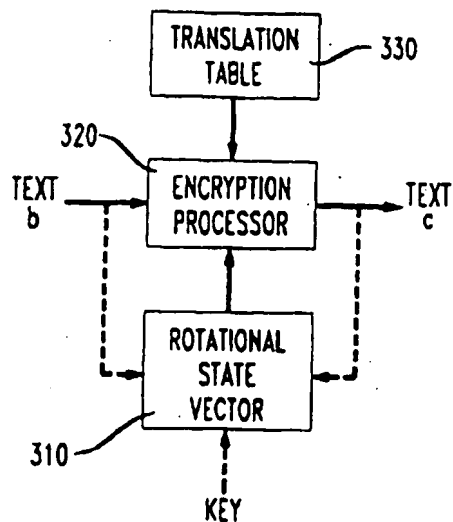 TRANSLATION
TABLE
330
320
TEXT
b
ENCRYPTION
PROCESSOR
TEXT
c
ROTATIONAL
STATE
VECTOR
310
KEY